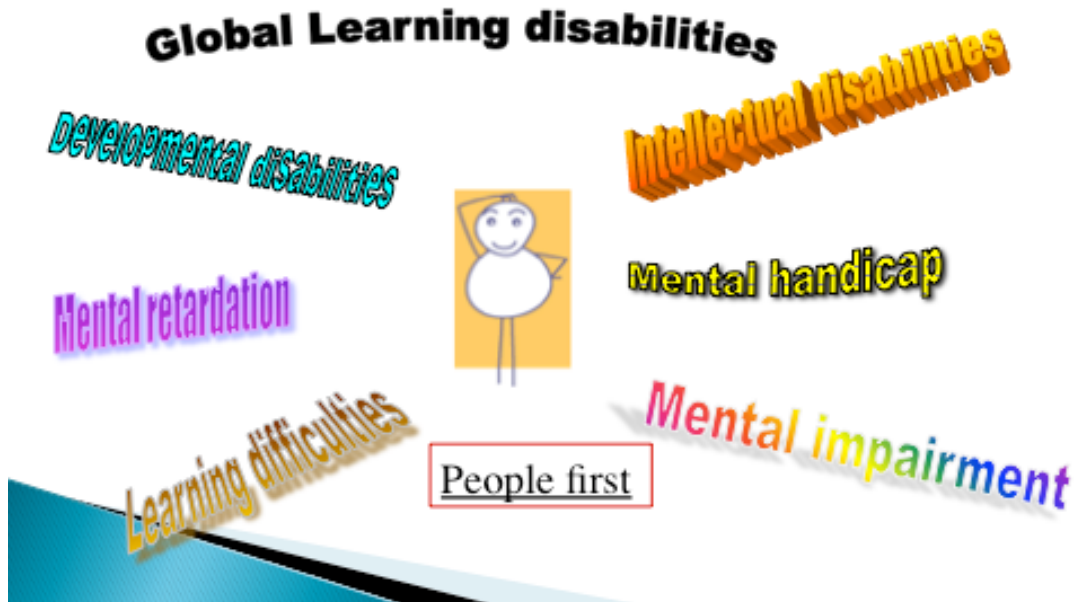 Global Learning disabilities
Developmental disabilities
Intellectual disabilities
Mental retardation
Mental handicap
Learning difficulties
Mental impairment
People first